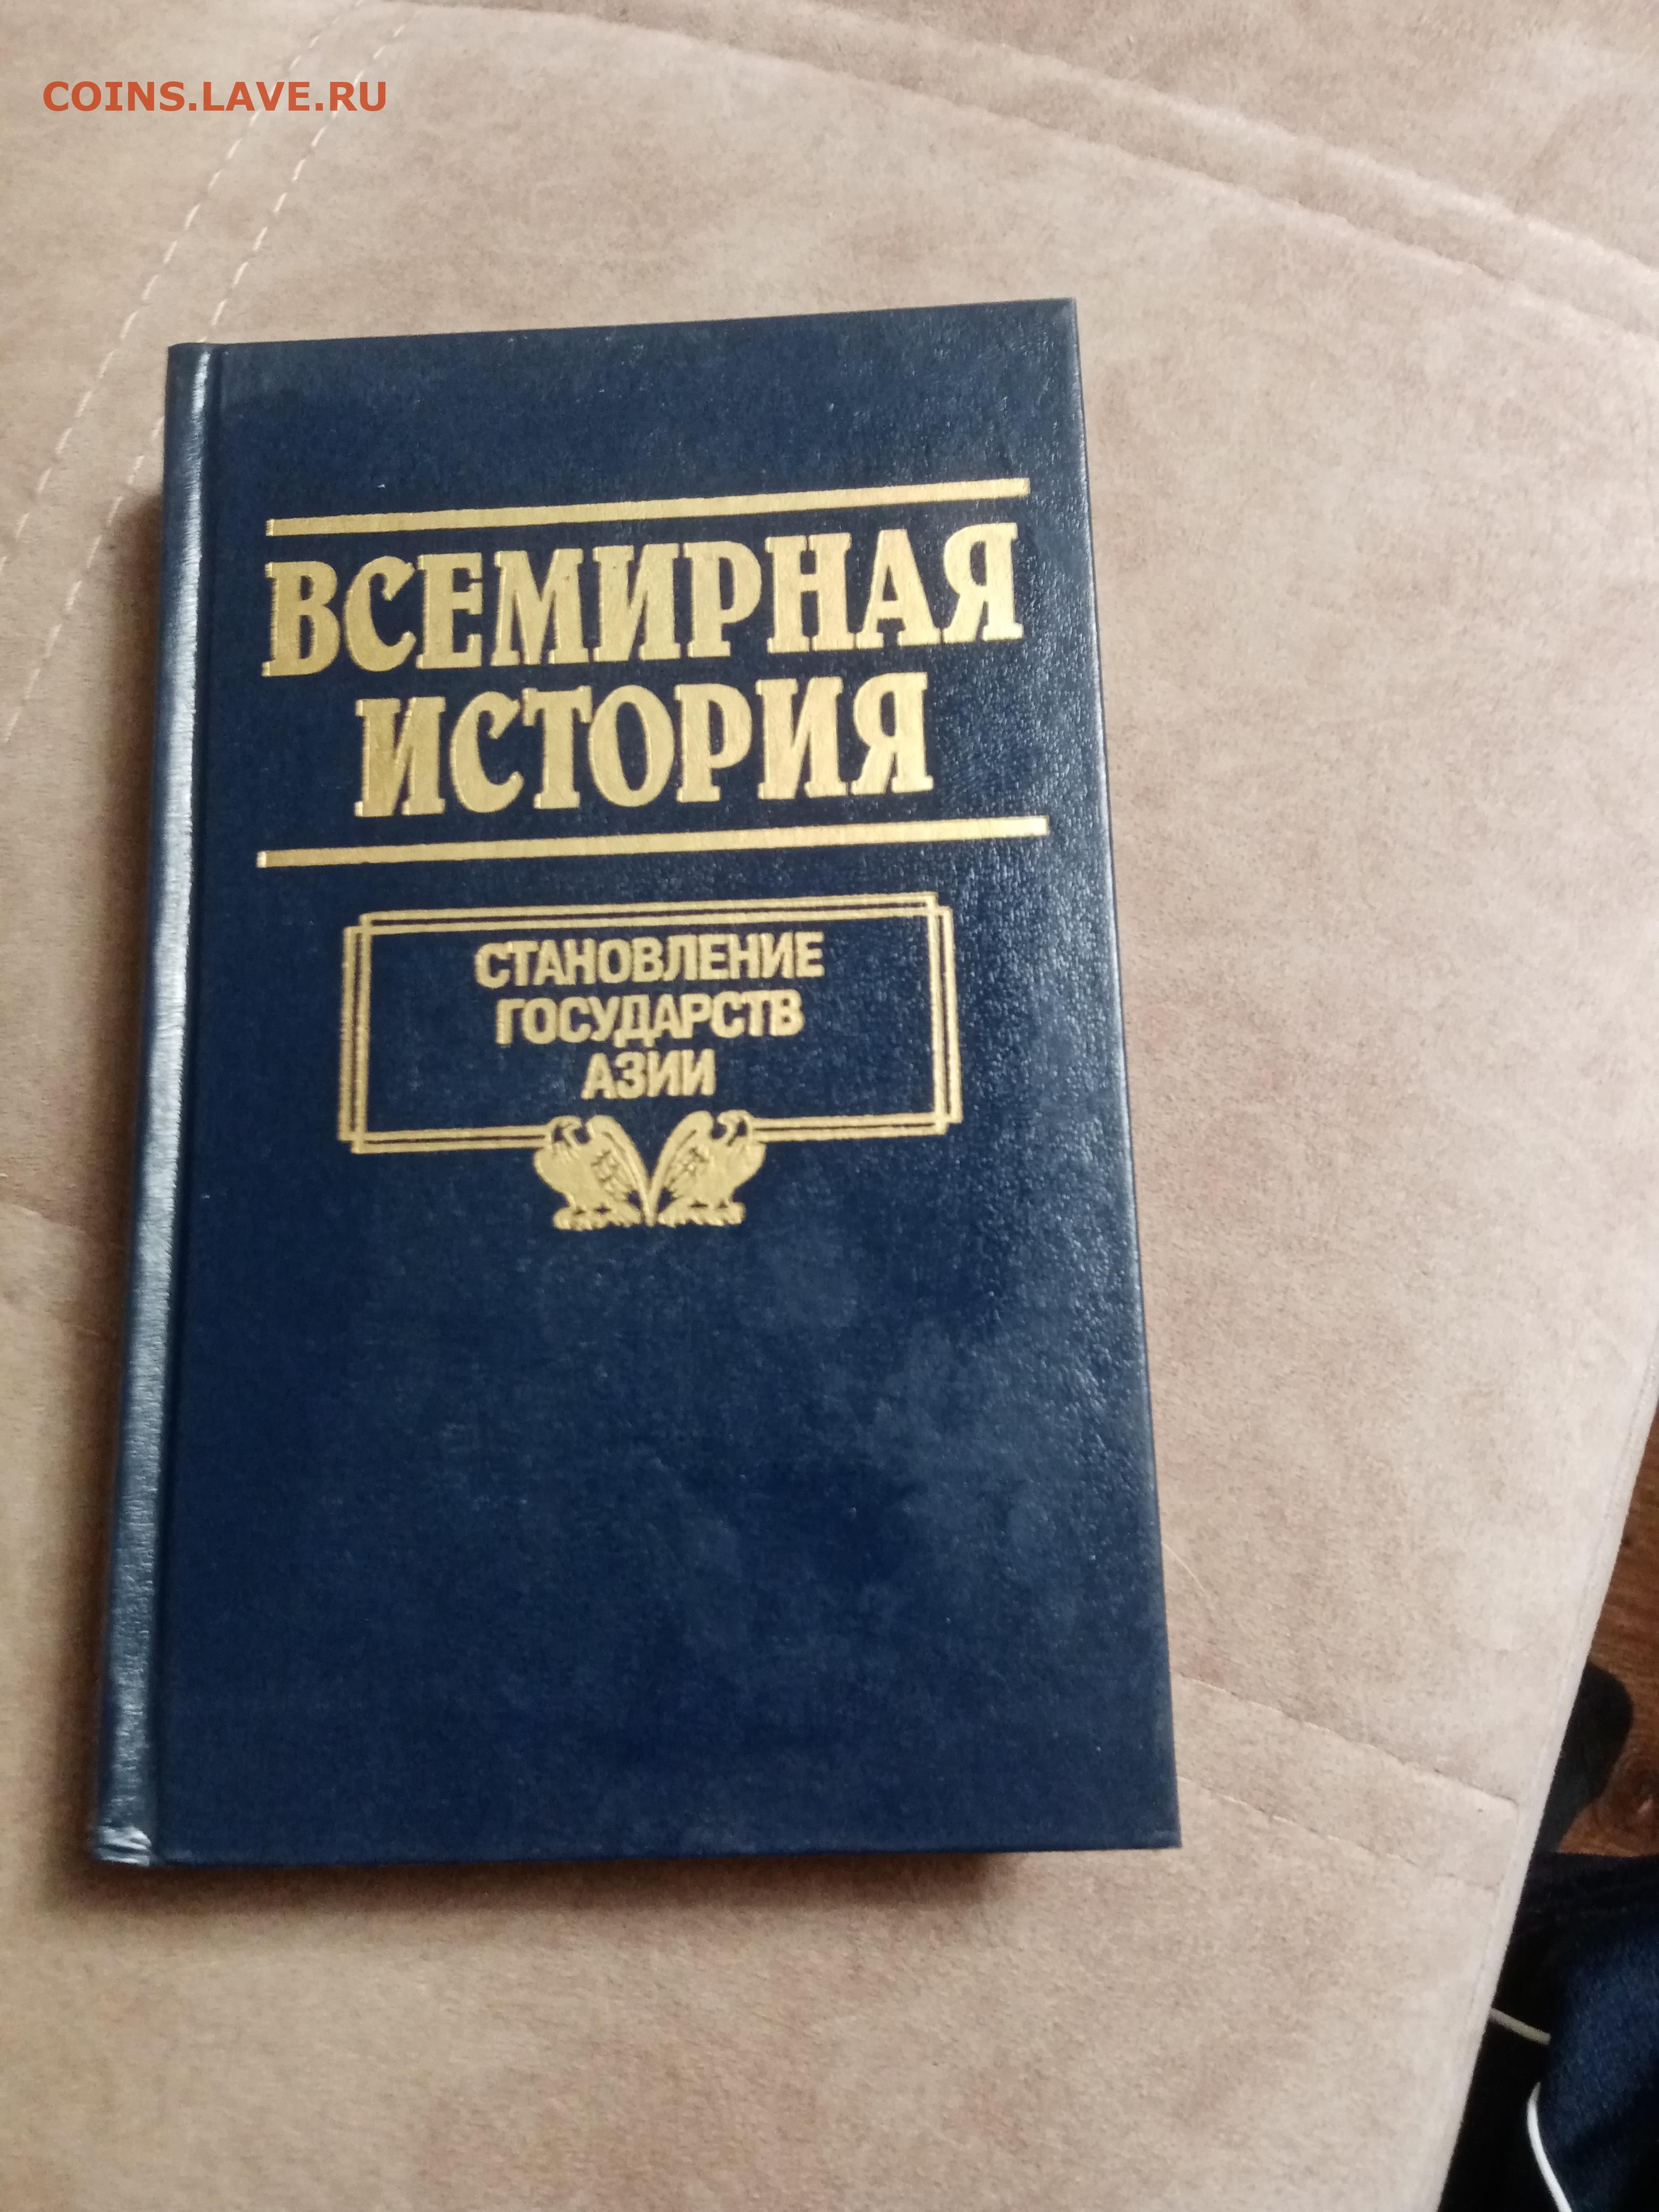 COINS.LAVE.RU
ВСЕМИРНАЯ
ИСТОРИЯ
СТАНОВЛЕНИЕ
ГОСУДАРСТВ
АЗИИ